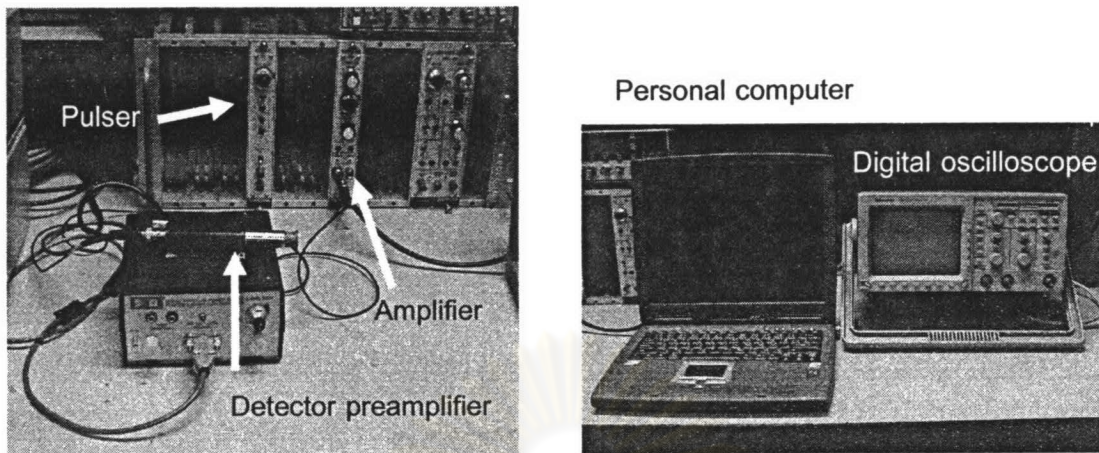 Pulser
Amplifier
Detector preamplifier
Personal computer
Digital oscilloscope